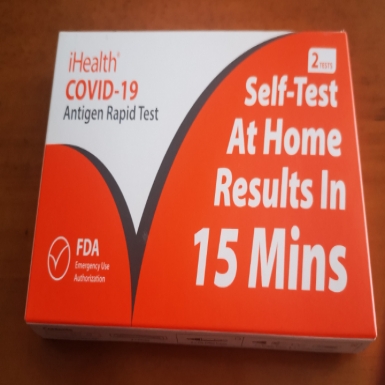 iHealth®
COVID-19
Antigen Rapid Test
2 TESTS
Self-Test
At Home
Results In
15 Mins
FDA
Emergency Use
Authorization